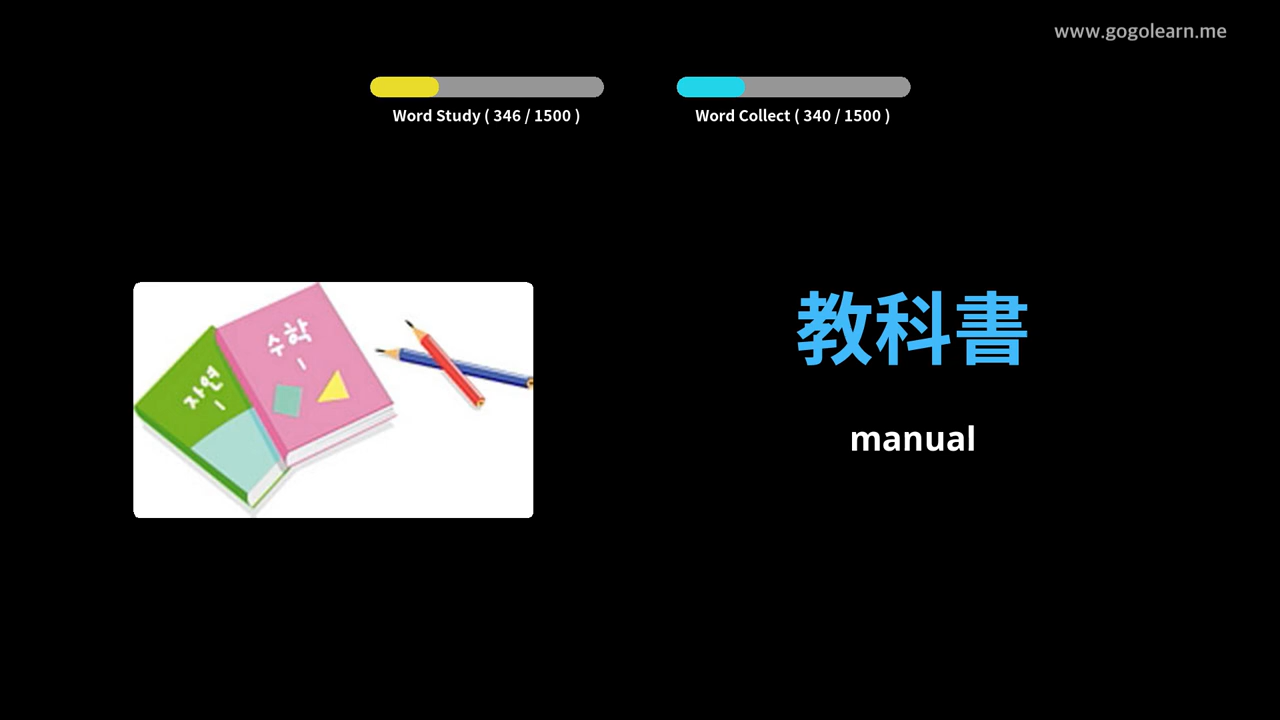 www.gogolearn.me
Word Study ( 346 / 1500 )
Word Collect ( 340 / 1500 )
수학
1
자연
1
教科書
manual